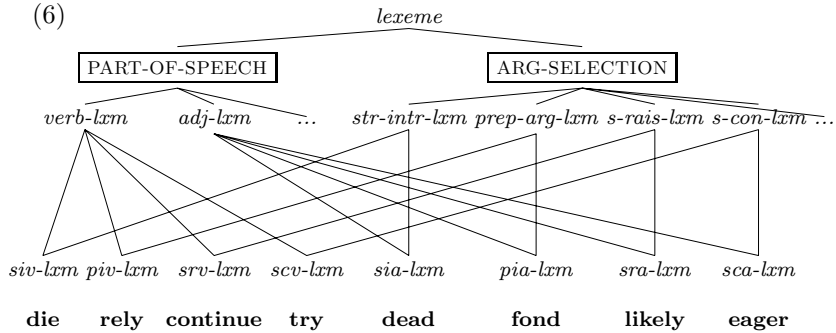 (6) lexeme
PART-OF-SPEECH ARG-SELECTION
verb-lxm adj-lxm ... str-intr-lxm prep-arg-lxm s-rais-lxm s-con-lxm ...
siv-lxm piv-lxm srv-lxm scv-lxm sia-lxm pia-lxm sra-lxm sca-lxm
die rely continue try dead fond likely eager